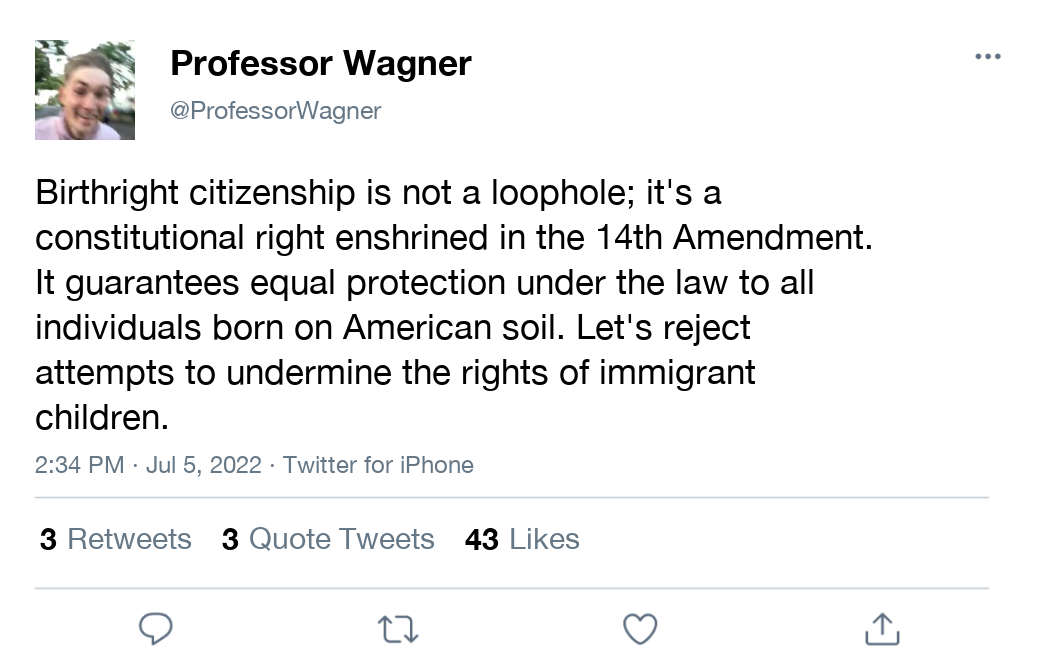 Professor Wagner
@ProfessorWagner
Birthright citizenship is not a loophole; it's a
constitutional right enshrined in the 14th Amendment.
It guarantees equal protection under the law to all
individuals born on American soil. Let's reject
attempts to undermine the rights of immigrant
children.
2:34 PM · Jul 5, 2022 · Twitter for iPhone
3 Retweets 3 Quote Tweets 43 Likes